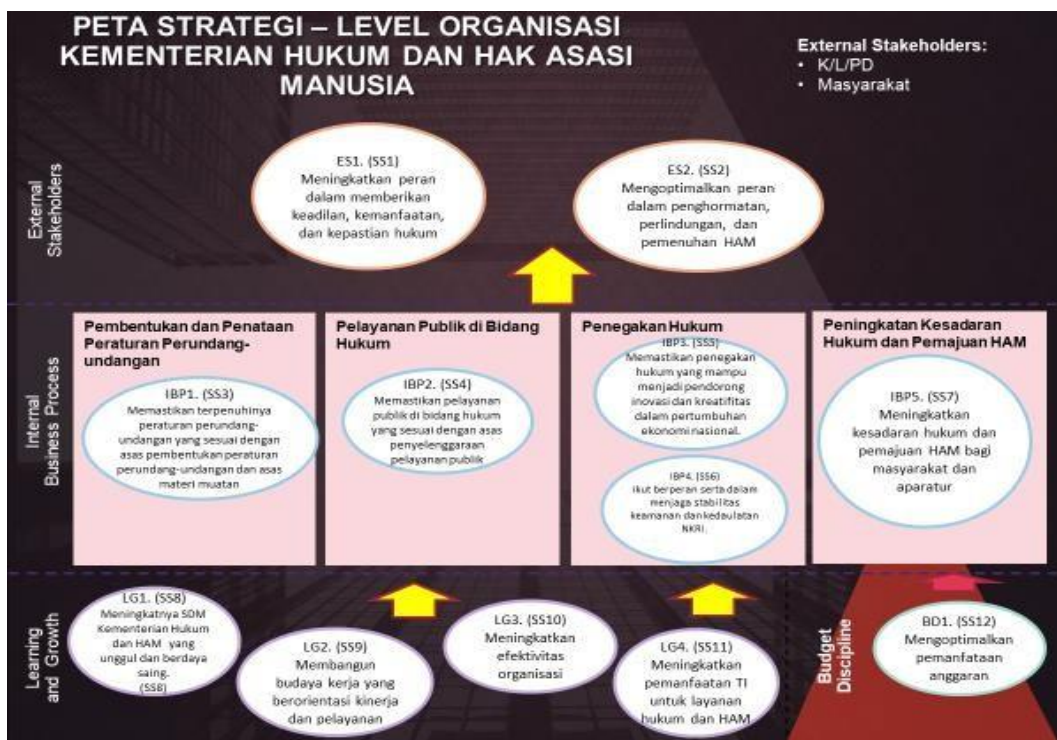 PETA STRATEGI – LEVEL ORGANISASI
KEMENTERIAN HUKUM DAN HAK ASASI
MANUSIA
External Stakeholders:
• K/L/PD
• Masyarakat
External
Stakeholders
ES1. (SS1)
Meningkatkan peran
dalam memberikan
keadilan, kemanfaatan,
dan kepastian hukum
ES2. (SS2)
Mengoptimalkan peran
dalam penghormatan,
perlindungan, dan
pemenuhan HAM
Internal
Business Process
Pembentukan dan Penataan
Peraturan Perundang-
undangan
IBP1. (SS3)
Memastikan terpenuhinya
peraturan perundang-
undangan yang sesuai dengan
asas pembentukan peraturan
perundang-undangan dan asas
materi muatan
Pelayanan Publik di Bidang
Hukum
IBP2. (SS4)
Memastikan pelayanan
publik di bidang hukum
yang sesuai dengan asas
penyelenggaraan
pelayanan publik
Penegakan Hukum
IBP3. (SS5)
Memastikan penegakan
hukum yang mampu
menjadi pendorong
inovasi dan kreatifitas
dalam pertumbuhan
ekonomi nasional.
IBP4. (SS6)
Ikut berperan serta dalam
menjaga stabilitas
keamanan dan kedaulatan
NKRI.
Peningkatan Kesadaran
Hukum dan Pemajuan HAM
IBP5. (SS7)
Meningkatkan
kesadaran hukum dan
pemajuan HAM bagi
masyarakat dan
aparatur
Learning
and Growth
LG1. (SS8)
Meningkatnya SDM
Kementerian Hukum
dan HAM yang
unggul dan berdaya
saing.
(SS8)
LG2. (SS9)
Membangun
budaya kerja yang
berorientasi kinerja
dan pelayanan
LG3. (SS10)
Meningkatkan
efektivitas
organisasi
LG4. (SS11)
Meningkatkan
pemanfaatan TI
untuk layanan
hukum dan HAM
Budget
Discipline
BD1. (SS12)
Mengoptimalkan
pemanfataan
anggaran